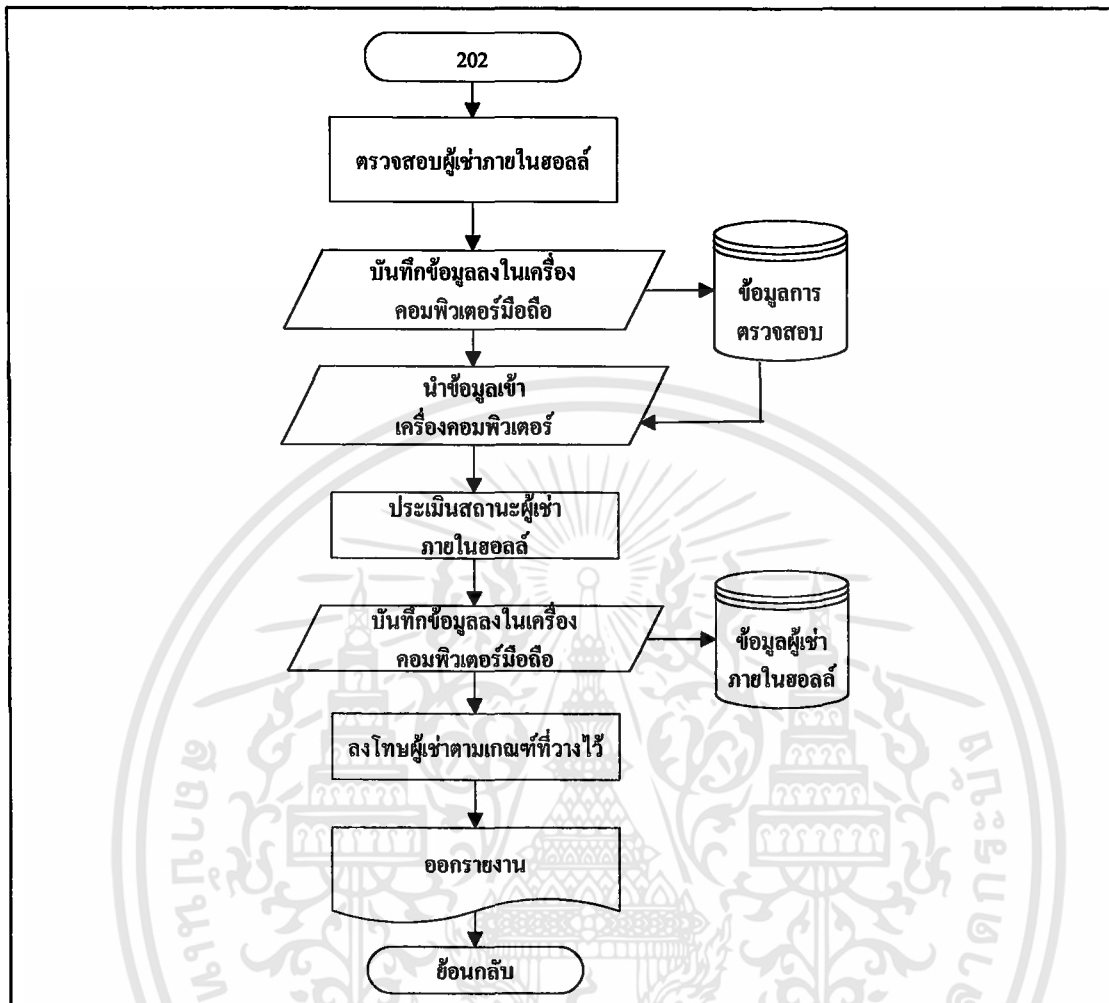 202
ตรวจสอบผู้เช่าภายในฮอลล์
บันทึกข้อมูลลงในเครื่อง
คอมพิวเตอร์มือถือ
ข้อมูลการ
ตรวจสอบ
นำข้อมูลเข้า
เครื่องคอมพิวเตอร์
ประเมินสถานะผู้เช่า
ภายในฮอลล์
บันทึกข้อมูลลงในเครื่อง
คอมพิวเตอร์มือถือ
ข้อมูลผู้เช่า
ภายในฮอลล์
ลงโทษผู้เช่าตามเกณฑ์ที่วางไว้
ออกรายงาน
ย้อนกลับ